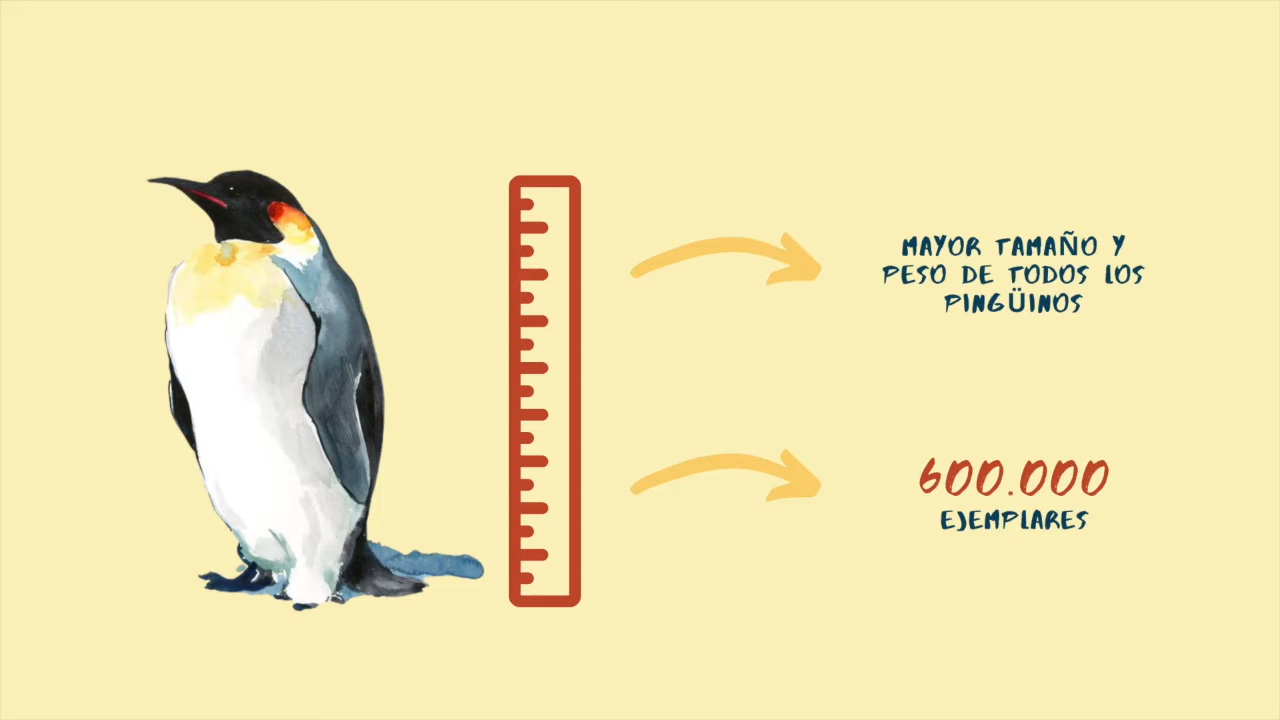 MAYOR TAMAÑO Y
PESO DE TODOS LOS
PINGÜINOS
600.000
EJEMPLARES